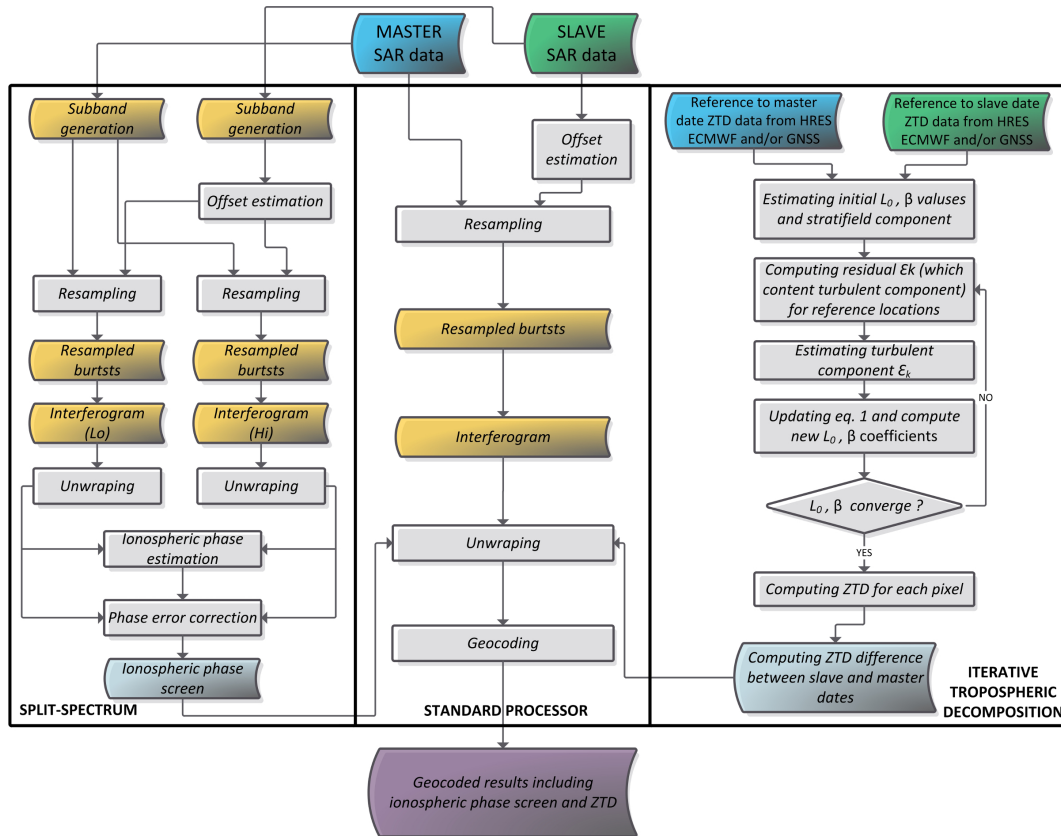 MASTER
SAR data
SLAVE
SAR data
Subband
generation
Subband
generation
Offset estimation
Resampling
Resampling
Resampled
burtsts
Resampled
burtsts
Interferogram
(Lo)
Interferogram
(Hi)
Unwraping
Unwraping
Ionospheric phase
estimation
Phase error correction
Ionospheric phase
screen
SPLIT-SPECTRUM
Offset
estimation
Resampling
Resampled burtsts
Interferogram
Unwraping
Geocoding
STANDARD PROCESSOR
Reference to master
date ZTD data from HRES
ECMWF and/or GNSS
Reference to slave date
ZTD data from HRES
ECMWF and/or GNSS
Estimating initial L0 , β valuses
and stratifield component
Computing residual Ɛk (which
content turbulent component)
for reference locations
Estimating turbulent
component Ɛk
NO
Updating eq. 1 and compute
new L0 , β coefficients
L0 , β converge ?
YES
Computing ZTD for each pixel
Computing ZTD difference
between slave and master
dates
ITERATIVE
TROPOSPHERIC
DECOMPOSITION
Geocoded results including
ionospheric phase screen and ZTD